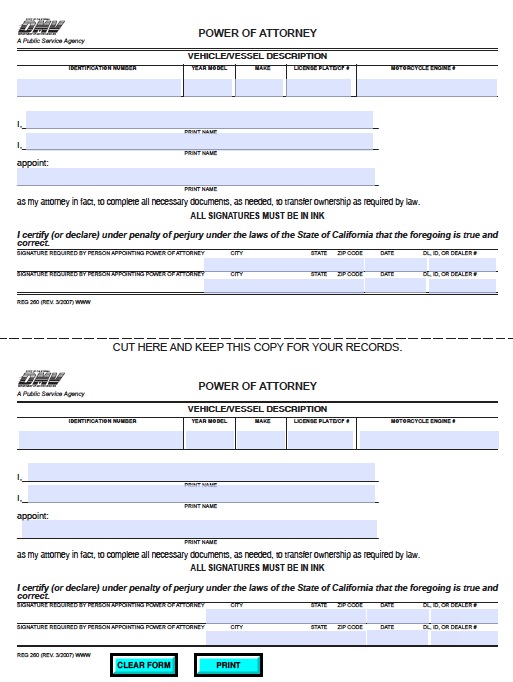 DMV
A Public Service Agency
POWER OF ATTORNEY
VEHICLE/VESSEL DESCRIPTION
IDENTIFICATION NUMBER YEAR MODEL MAKE LICENSE PLATE/CF # MOTORCYCLE ENGINE #
I,
PRINT NAME
I,
PRINT NAME
appoint:
PRINT NAME
as my attorney in fact, to complete all necessary documents, as needed, to transfer ownership as required by law.
ALL SIGNATURES MUST BE IN INK
I certify (or declare) under penalty of perjury under the laws of the State of California that the foregoing is true and
correct.
SIGNATURE REQUIRED BY PERSON APPOINTING POWER OF ATTORNEY CITY STATE ZIP CODE DATE DL, ID, OR DEALER #
SIGNATURE REQUIRED BY PERSON APPOINTING POWER OF ATTORNEY CITY STATE ZIP CODE DATE DL, ID, OR DEALER #
REG 260 (REV. 3/2007) WWW
CUT HERE AND KEEP THIS COPY FOR YOUR RECORDS.
DMV
A Public Service Agency
POWER OF ATTORNEY
VEHICLE/VESSEL DESCRIPTION
IDENTIFICATION NUMBER YEAR MODEL MAKE LICENSE PLATE/CF # MOTORCYCLE ENGINE #
I,
PRINT NAME
I,
PRINT NAME
appoint:
PRINT NAME
as my attorney in fact, to complete all necessary documents, as needed, to transfer ownership as required by law.
ALL SIGNATURES MUST BE IN INK
I certify (or declare) under penalty of perjury under the laws of the State of California that the foregoing is true and
correct.
SIGNATURE REQUIRED BY PERSON APPOINTING POWER OF ATTORNEY CITY STATE ZIP CODE DATE DL, ID, OR DEALER #
SIGNATURE REQUIRED BY PERSON APPOINTING POWER OF ATTORNEY CITY STATE ZIP CODE DATE DL, ID, OR DEALER #
REG 260 (REV. 3/2007) WWW
CLEAR FORM PRINT